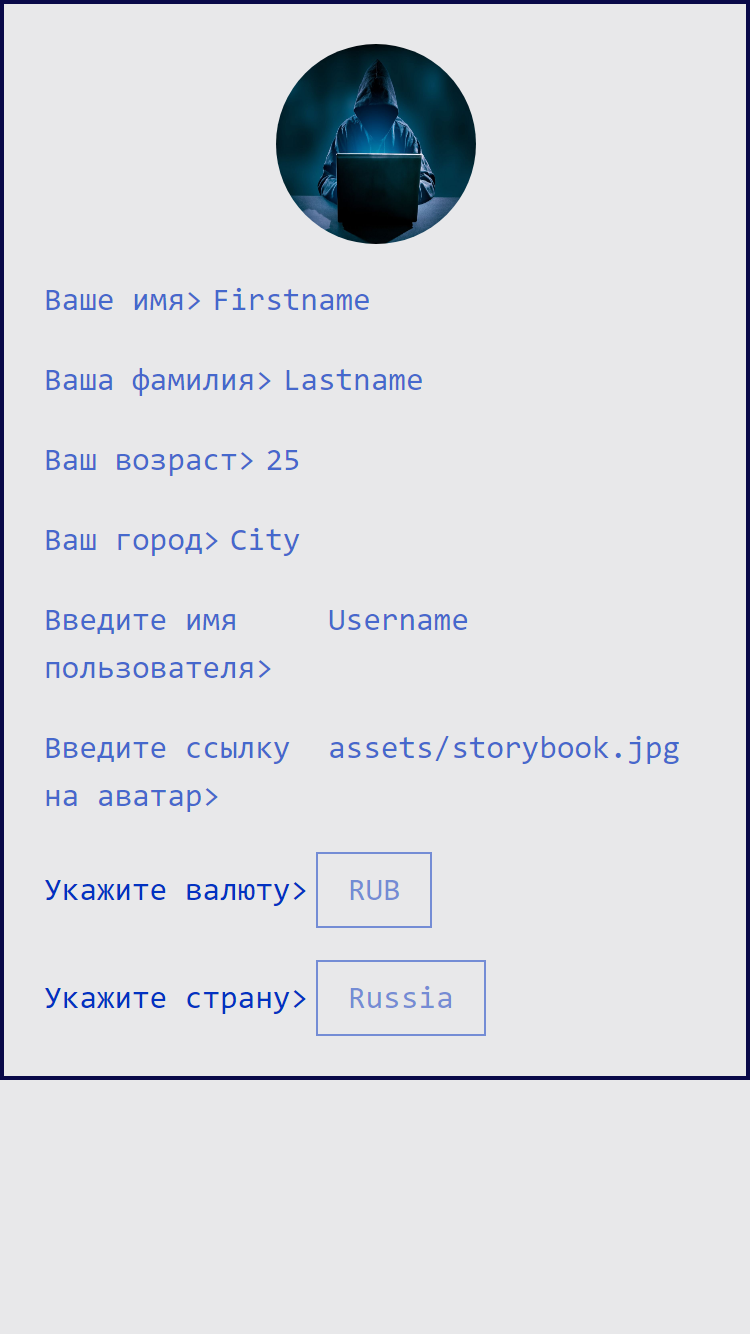 Ваше имя> Firstname
Ваша фамилия> Lastname
Ваш возраст> 25
Ваш город> City
Введите имя Username
пользователя>
Введите ссылку assets/storybook.jpg
на аватар>
Укажите валюту> RUB
Укажите страну> Russia